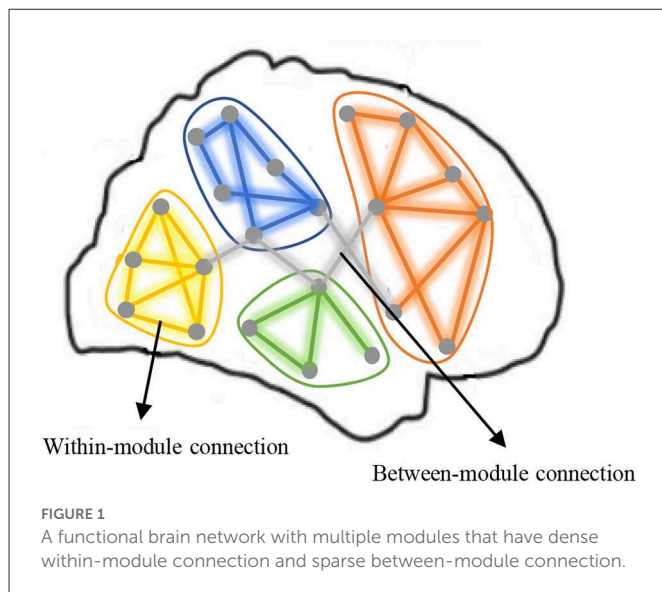 Within-module connection
Between-module connection
FIGURE 1
A functional brain network with multiple modules that have dense
within-module connection and sparse between-module connection.